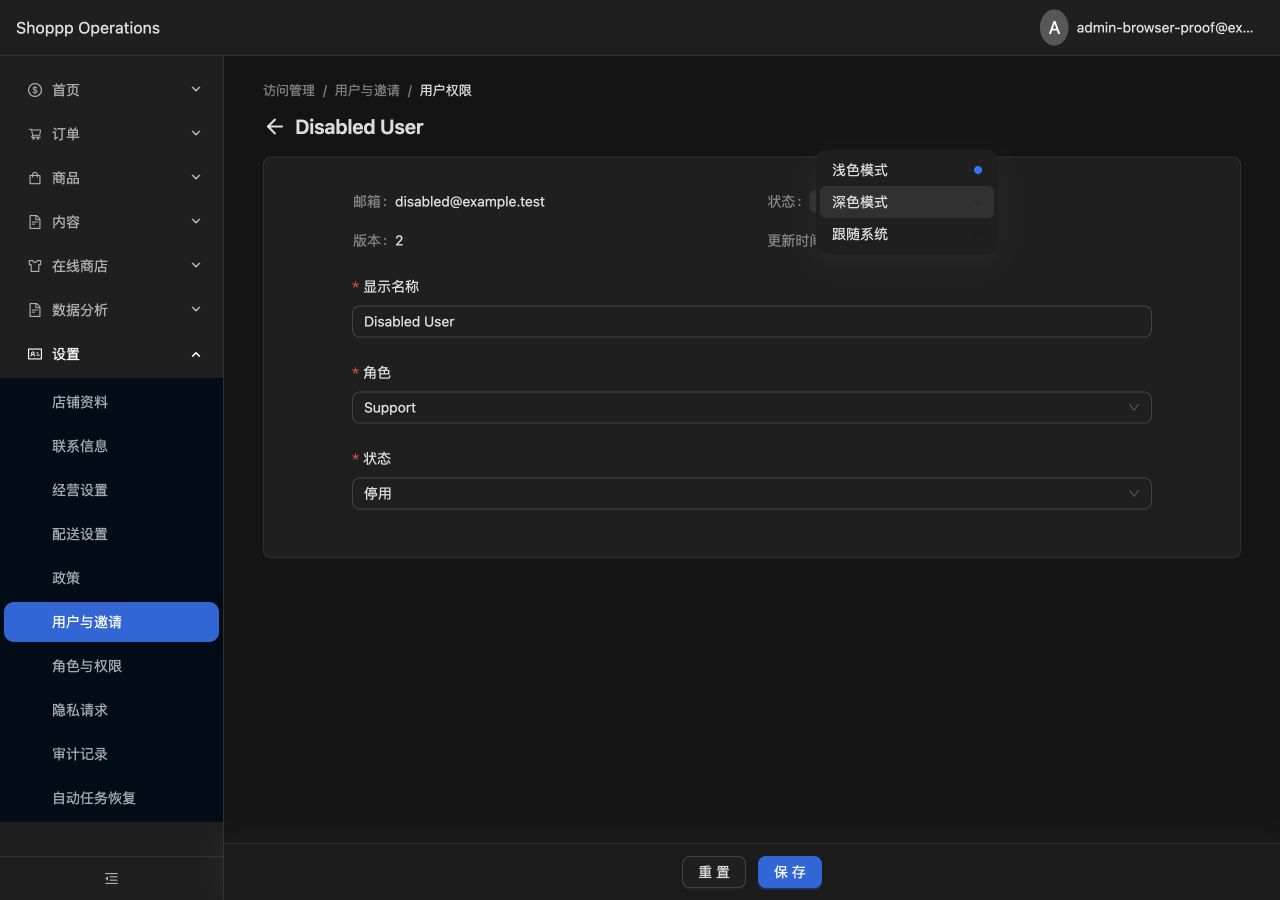 Shoppp Operations
A
admin-browser-proof@ex...
首页
订单
商品
内容
在线商店
数据分析
设置
店铺资料
联系信息
经营设置
配送设置
政策
用户与邀请
角色与权限
隐私请求
审计记录
自动任务恢复
访问管理 / 用户与邀请 / 用户权限
Disabled User
邮箱： disabled@example.test
状态：
版本： 2
更新时间
浅色模式
深色模式
跟随系统
* 显示名称
Disabled User
* 角色
Support
* 状态
停用
重 置
保 存